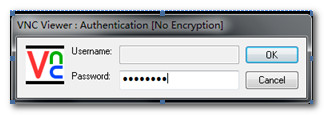 VNC Viewer : Authentication [No Encryption]
Vnc
Username:
OK
Password: ••••••••
Cancel